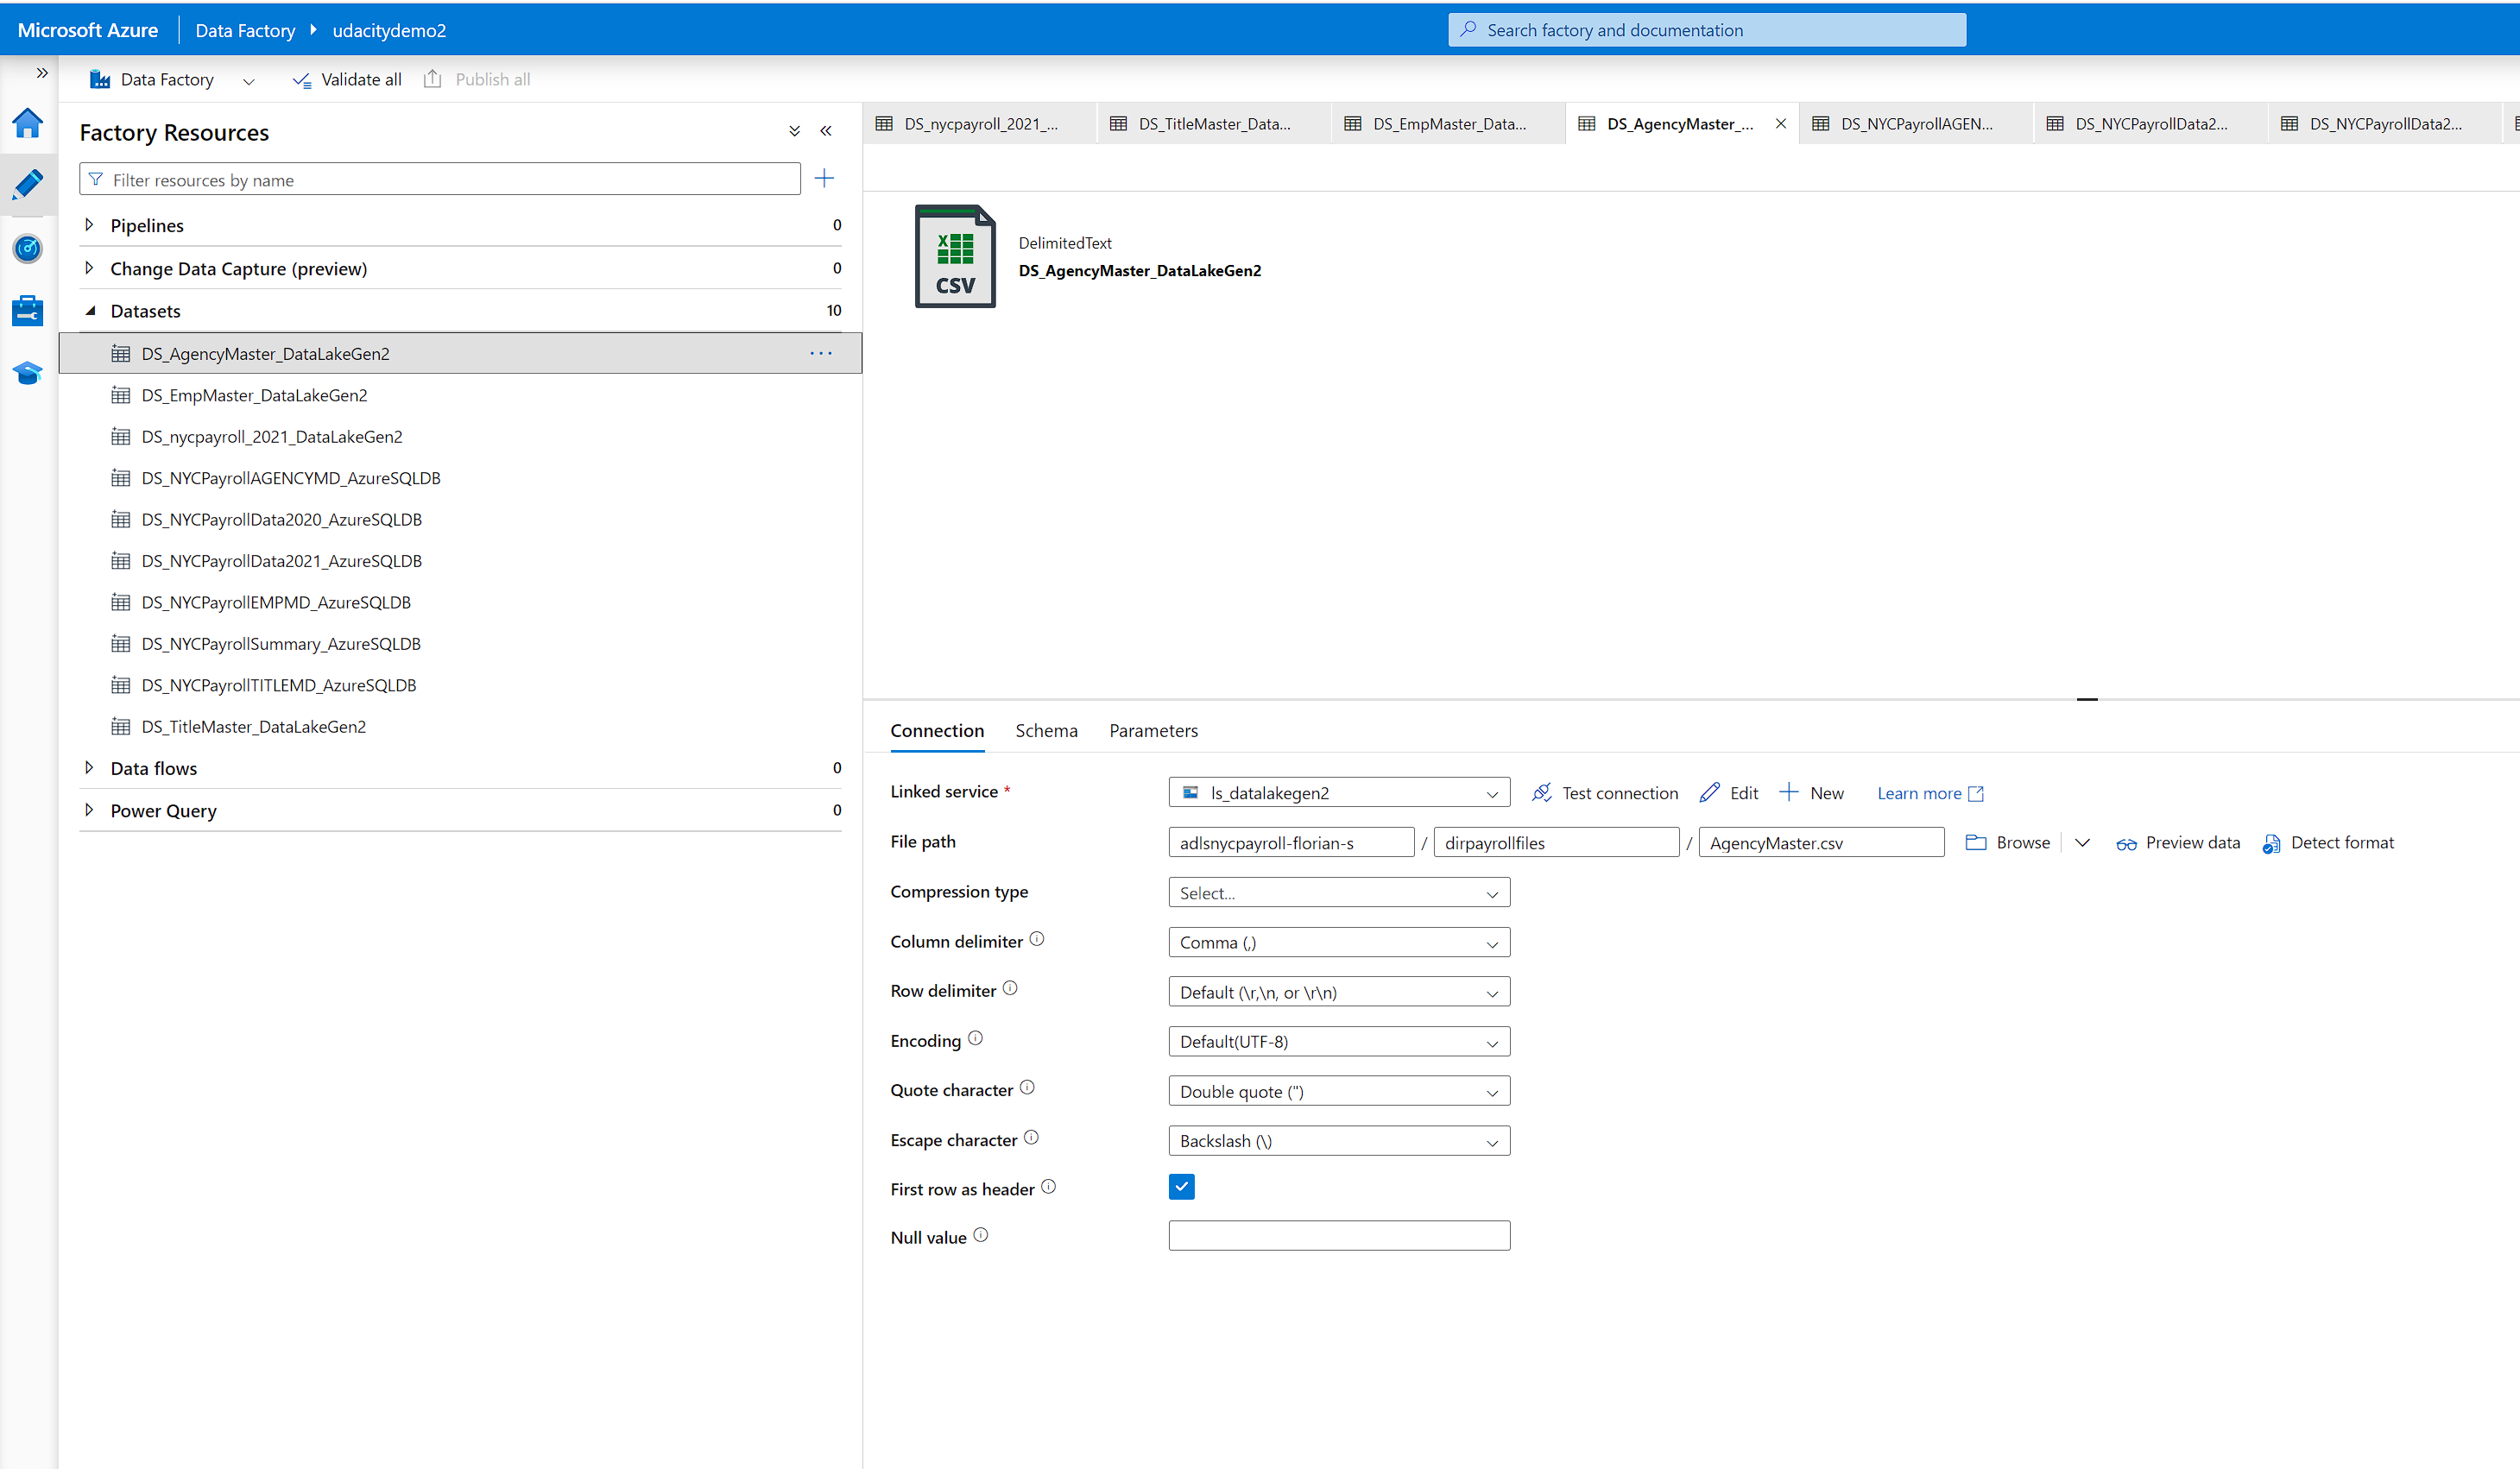 Microsoft Azure
Data Factory
udacitydemo2
Search factory and documentation
Data Factory
Validate all
Publish all
Factory Resources
Filter resources by name
Pipelines
0
Change Data Capture (preview)
0
Datasets
10
DS_AgencyMaster_DataLakeGen2
DS_EmpMaster_DataLakeGen2
DS_nycpayroll_2021_DataLakeGen2
DS_NYCPayrollAGENCYMD_AzureSQLDB
DS_NYCPayrollData2020_AzureSQLDB
DS_NYCPayrollData2021_AzureSQLDB
DS_NYCPayrollEMPMD_AzureSQLDB
DS_NYCPayrollSummary_AzureSQLDB
DS_NYCPayrollTITLEMD_AzureSQLDB
DS_TitleMaster_DataLakeGen2
Data flows
0
Power Query
0
DS_nycpayroll_2021_...
DS_TitleMaster_Data...
DS_EmpMaster_Data...
DS_AgencyMaster_...
DS_NYCPayrollAGEN...
DS_NYCPayrollData2...
DS_NYCPayrollData2...
CSV
DelimitedText
DS_AgencyMaster_DataLakeGen2
Connection
Schema
Parameters
Linked service *
ls_datalakegen2
Test connection
Edit
New
Learn more
File path
adlsnycpayroll-florian-s / dirpayrollfiles / AgencyMaster.csv
Browse
Preview data
Detect format
Compression type
Select...
Column delimiter
Comma (,)
Row delimiter
Default (\r,\n, or \r\n)
Encoding
Default(UTF-8)
Quote character
Double quote (")
Escape character
Backslash (\)
First row as header
Null value